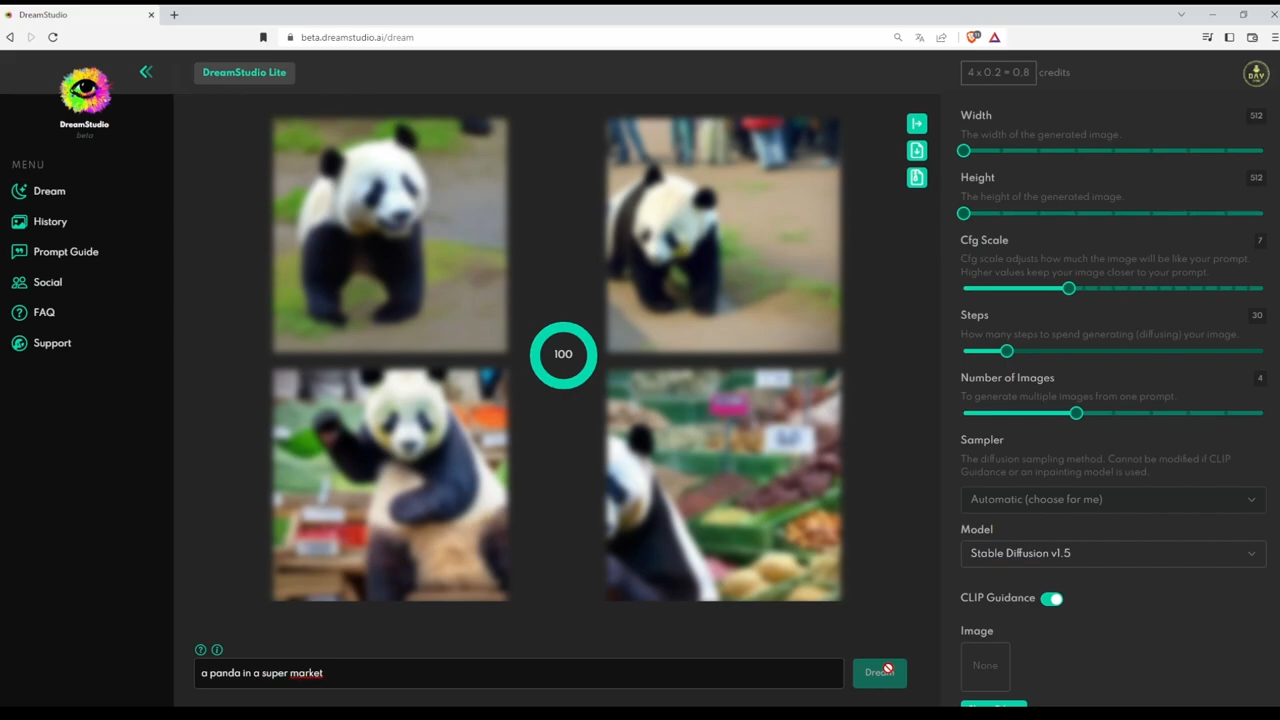 DreamStudio
beta.dreamstudio.ai/dream
DreamStudio
beta
MENU
Dream
History
Prompt Guide
Social
FAQ
Support
DreamStudio Lite
4 x 0.2 = 0.8 credits
DAY
100
a panda in a super market
Dream
Width 512
The width of the generated image.
Height 512
The height of the generated image.
Cfg Scale 7
Cfg scale adjusts how much the image will be like your prompt.
Higher values keep your image closer to your prompt.
Steps 30
How many steps to spend generating (diffusing) your image.
Number of Images 4
To generate multiple images from one prompt.
Sampler
The diffusion sampling method. Cannot be modified if CLIP
Guidance or an inpainting model is used.
Automatic (choose for me)
Model
Stable Diffusion v1.5
CLIP Guidance
Image
None